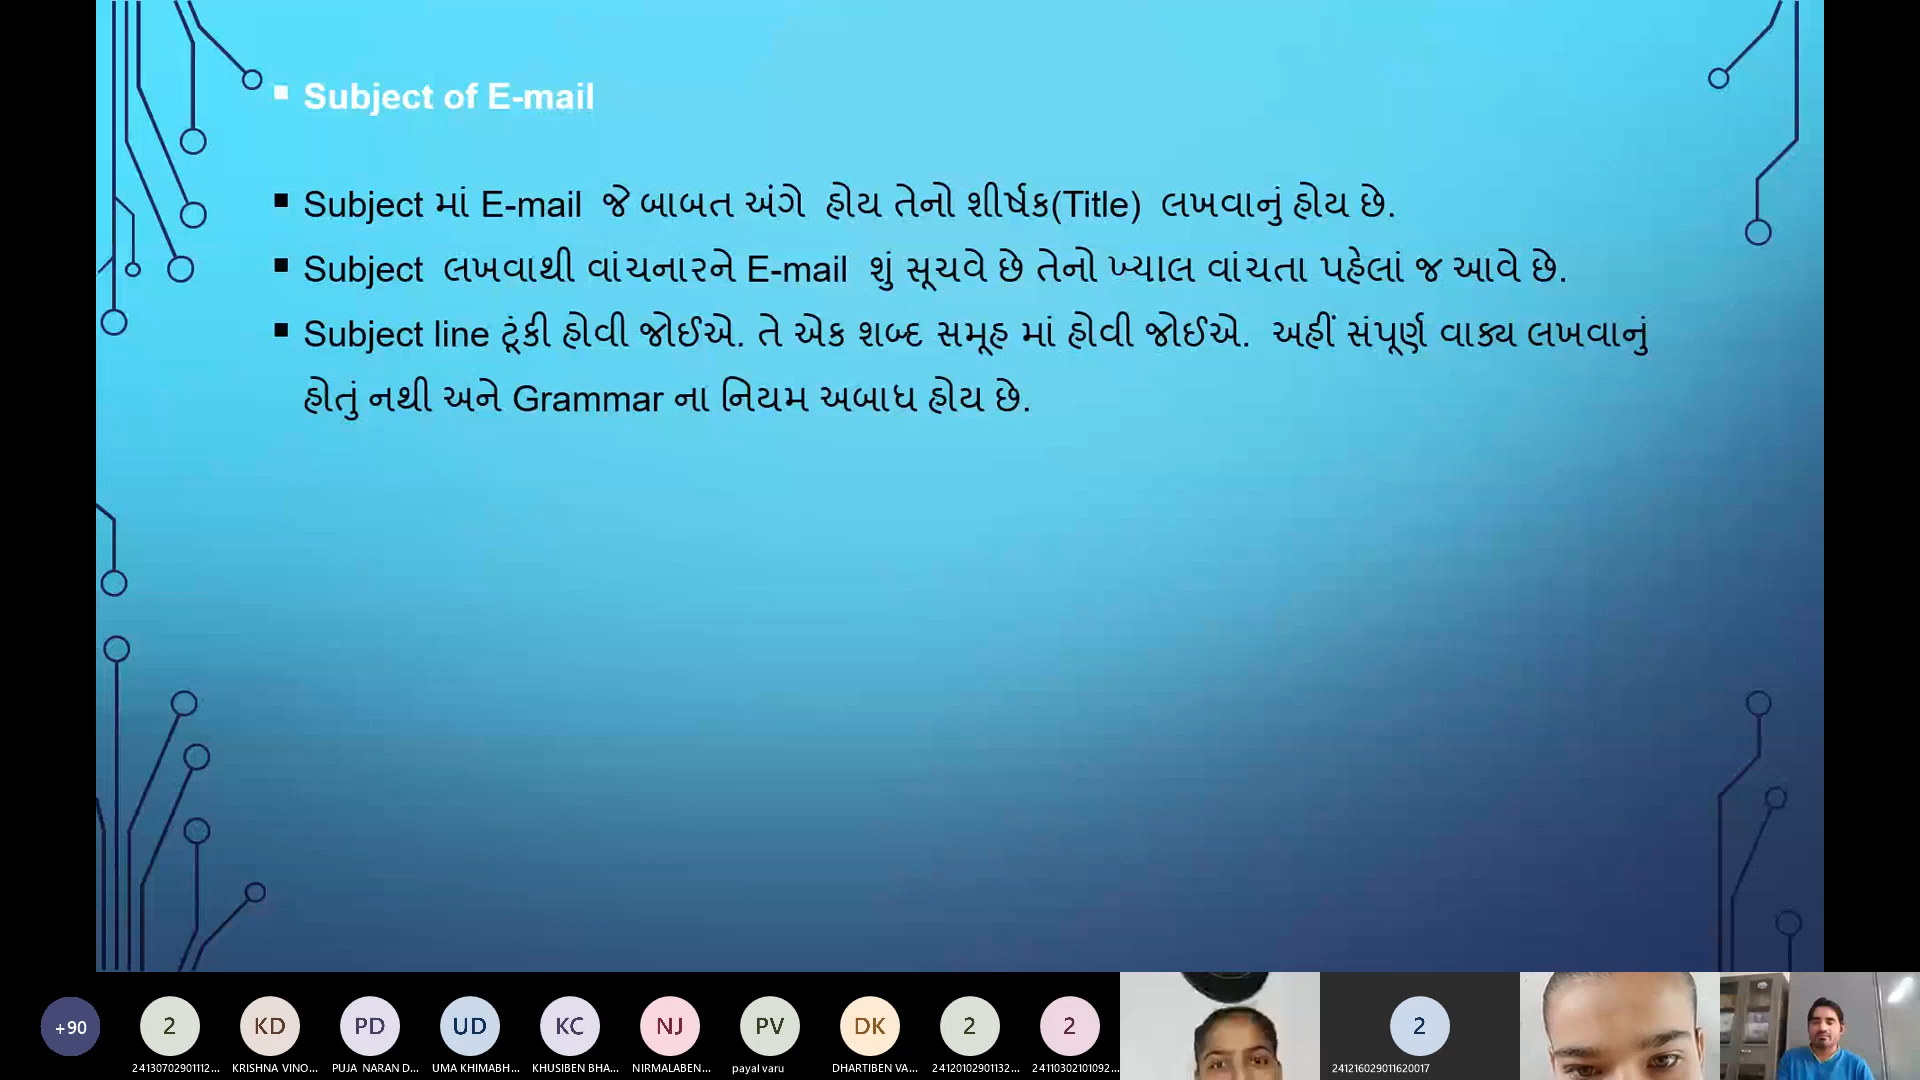 Subject of E-mail
Subject માં E-mail જે બાબત અંગે હોય તેનો શીર્ષક(Title) લખવાનું હોય છે.
Subject લખવાથી વાંચનારને E-mail શું સૂચવે છે તેનો ખ્યાલ વાંચતા પહેલાં જ આવે છે.
Subject line ટૂંકી હોવી જોઈએ. તે એક શબ્દ સમૂહ માં હોવી જોઈએ. અહીં સંપૂર્ણ વાક્ય લખવાનું
હોતું નથી અને Grammar ના નિયમ અબાધ હોય છે.
+90 2 KD PD UD KC NJ PV DK 2 2 2
24130702901112... KRISHNA VINO... PUJA NARAN D... UMA KHIMABH... KHUSIBEN BHA... NIRMALABEN... payal varu DHARTIBEN VA... 24120102901132... 24110302101092... 241216029011620017